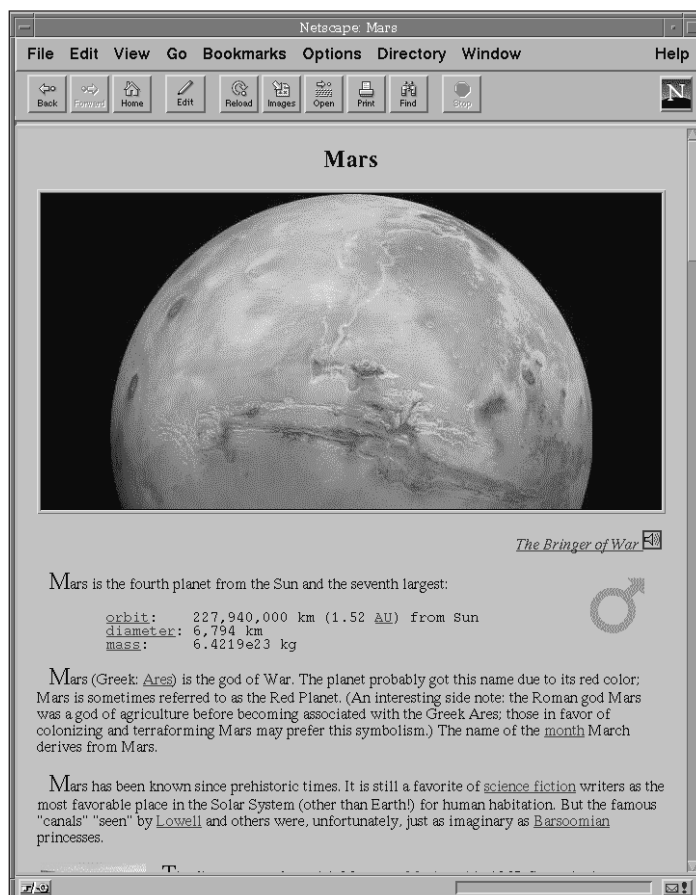 Netscape: Mars
File Edit View Go Bookmarks Options Directory Window Help
Back Forward Home Edit Reload Images Open Print Find Stop
N
Mars
The Bringer of War
Mars is the fourth planet from the Sun and the seventh largest:
orbit: 227,940,000 km (1.52 AU) from Sun
diameter: 6,794 km
mass: 6.4219e23 kg
Mars (Greek: Ares) is the god of War. The planet probably got this name due to its red color;
Mars is sometimes referred to as the Red Planet. (An interesting side note: the Roman god Mars
was a god of agriculture before becoming associated with the Greek Ares; those in favor of
colonizing and terraforming Mars may prefer this symbolism.) The name of the month March
derives from Mars.
Mars has been known since prehistoric times. It is still a favorite of science fiction writers as the
most favorable place in the Solar System (other than Earth!) for human habitation. But the famous
"canals" "seen" by Lowell and others were, unfortunately, just as imaginary as Barsoomian
princesses.